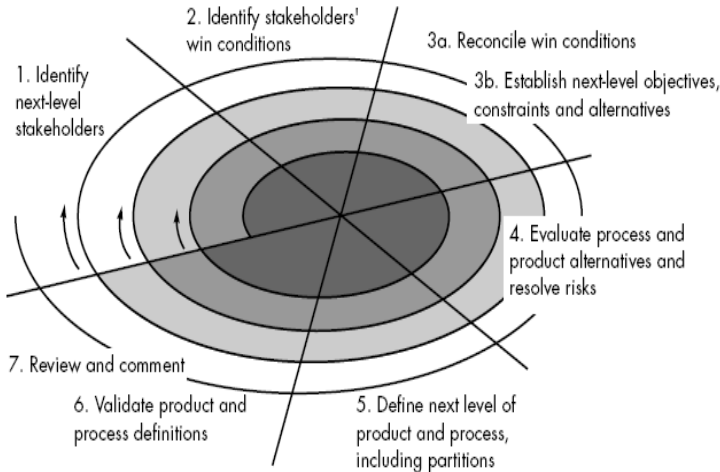 2. Identify stakeholders'
win conditions
3a. Reconcile win conditions
3b. Establish next-level objectives,
constraints and alternatives
1. Identify
next-level
stakeholders
4. Evaluate process and
product alternatives and
resolve risks
7. Review and comment
6. Validate product and
process definitions
5. Define next level of
product and process,
including partitions